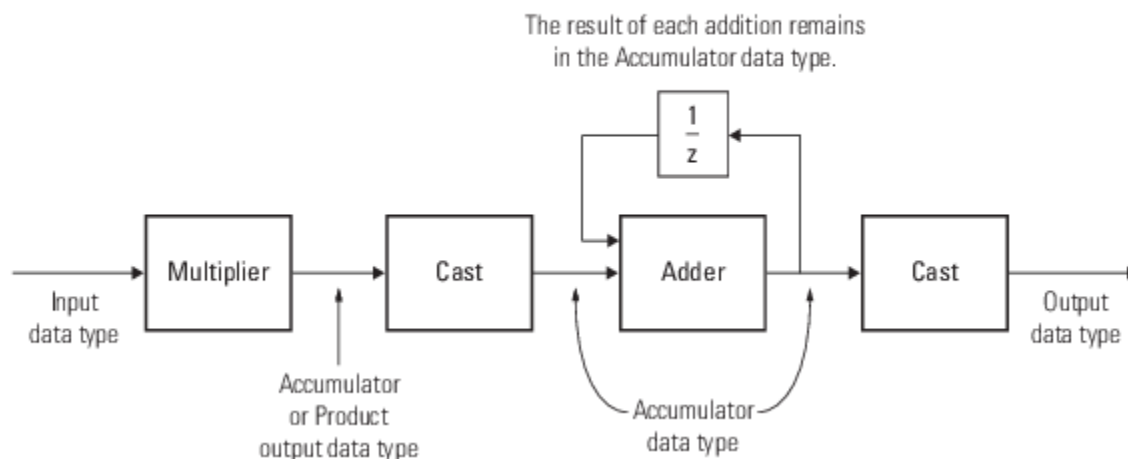 The result of each addition remains
in the Accumulator data type.
1
z
Multiplier
Cast
Adder
Cast
Input
data type
Accumulator
or Product
output data type
Accumulator
data type
Output
data type